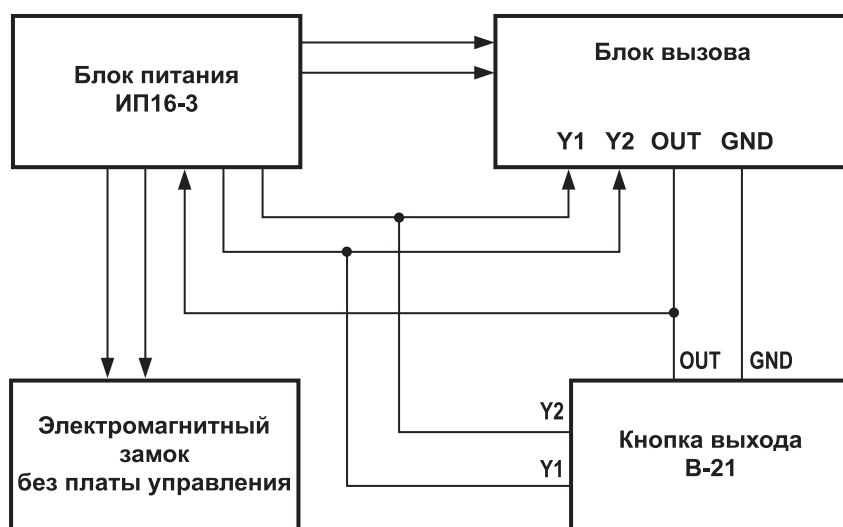 Блок питания
ИП16-3
Блок вызова
Y1 Y2 OUT GND
OUT GND
Электромагнитный
замок
без платы управления
Y2
Y1
Кнопка выхода
В-21